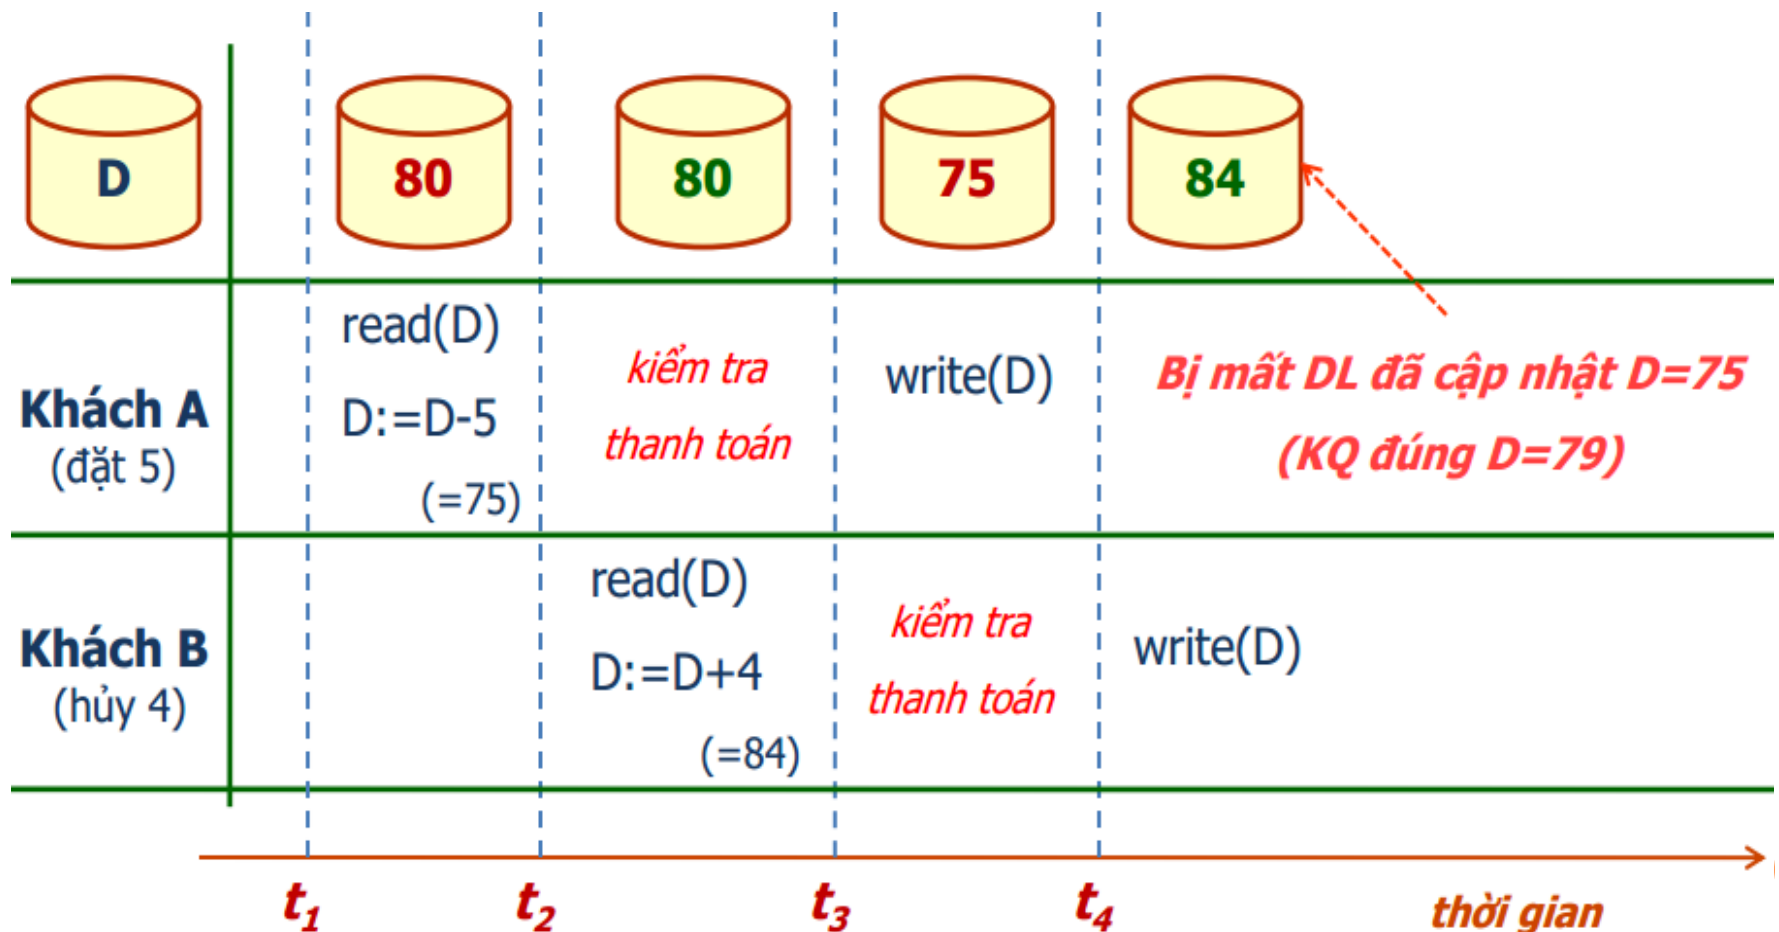 D
80
80
75
84
Khách A
(đặt 5)
read(D)
D:=D-5
(=75)
kiểm tra
thanh toán
write(D)
Bị mất DL đã cập nhật D=75
(KQ đúng D=79)
Khách B
(hủy 4)
read(D)
D:=D+4
(=84)
kiểm tra
thanh toán
write(D)
t1
t2
t3
t4
thời gian